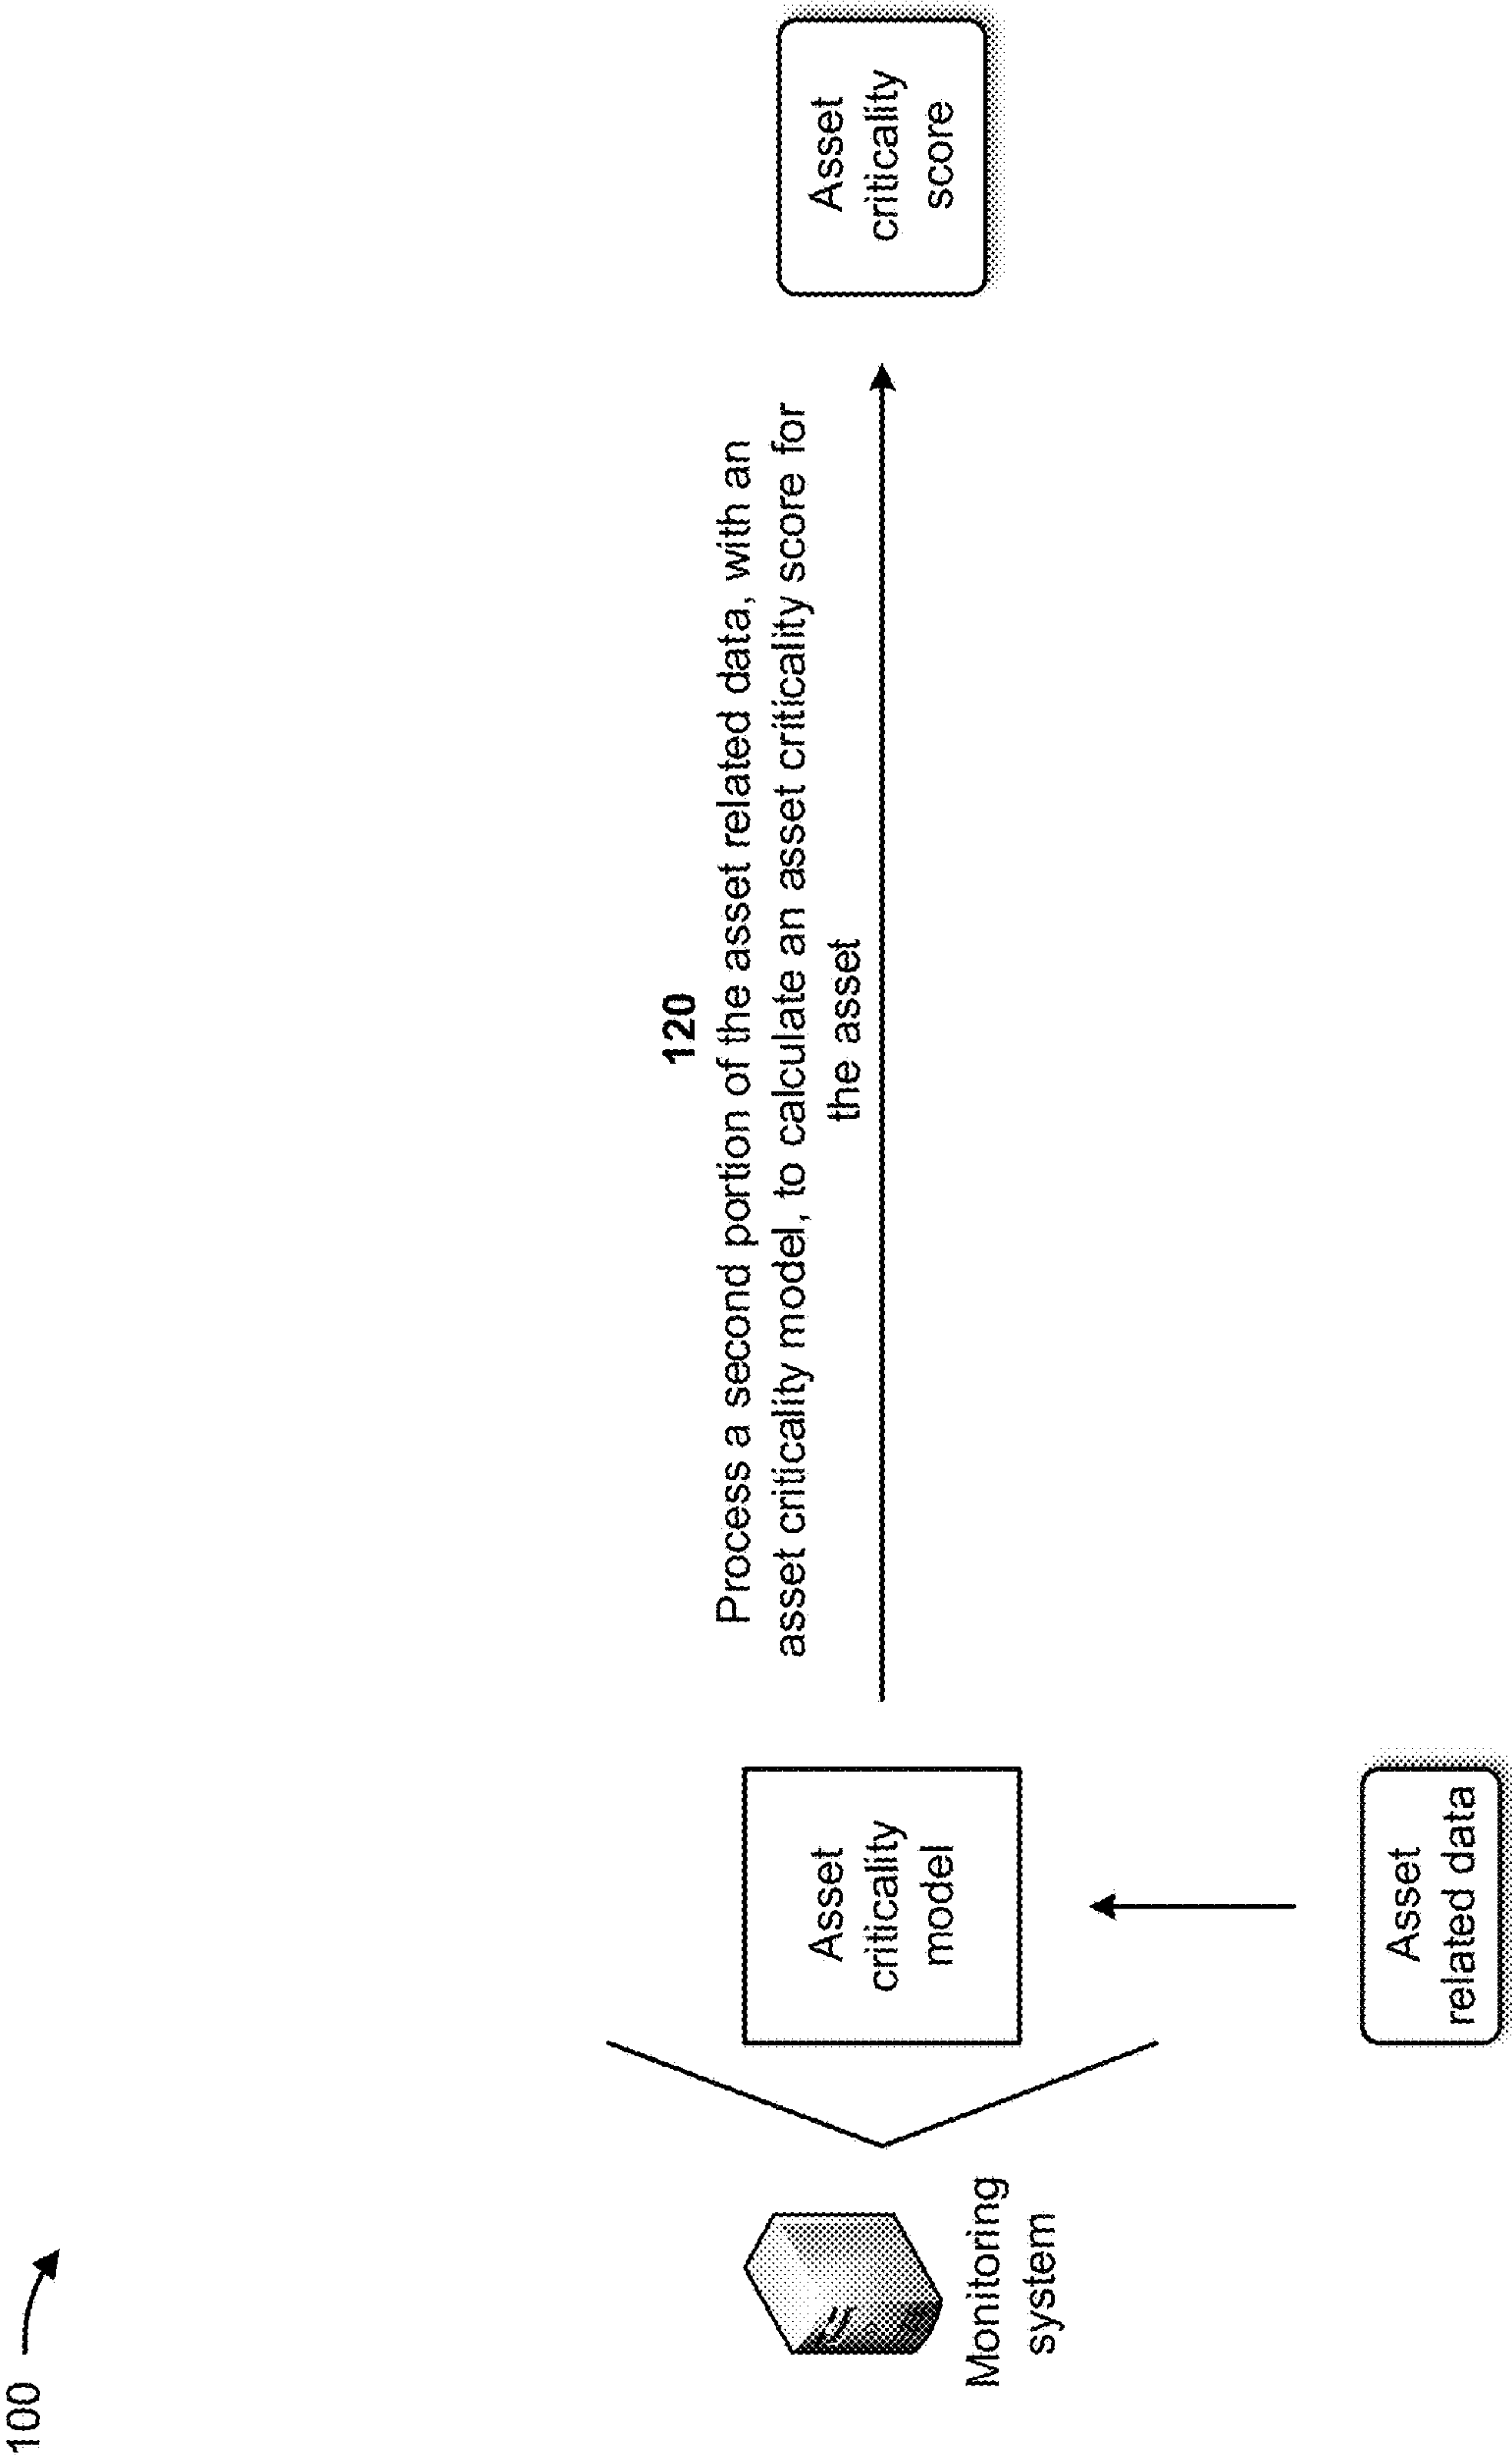 100
120
Process a second portion of the asset related data, with an
asset criticality model, to calculate an asset criticality score for
the asset
Monitoring
system
Asset
criticality
model
Asset
criticality
score
Asset
related data